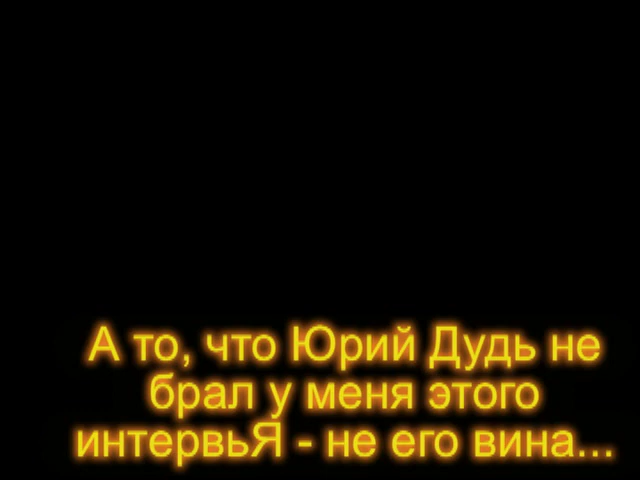 А то, что Юрий Дудь не
брал у меня этого
интервьЯ - не его вина...